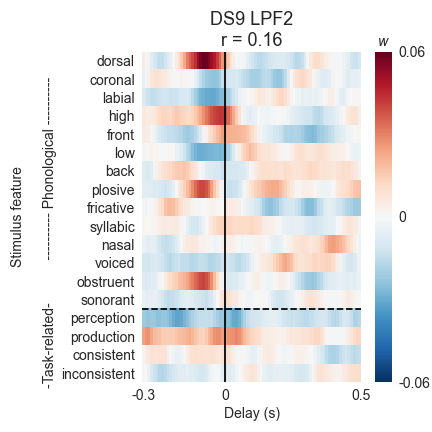 DS9 LPF2
r = 0.16
w
0.06
0
-0.06
Stimulus feature
---------- Phonological ----------
-Task-related-
dorsal
coronal
labial
high
front
low
back
plosive
fricative
syllabic
nasal
voiced
obstruent
sonorant
perception
production
consistent
inconsistent
-0.3
0
0.5
Delay (s)